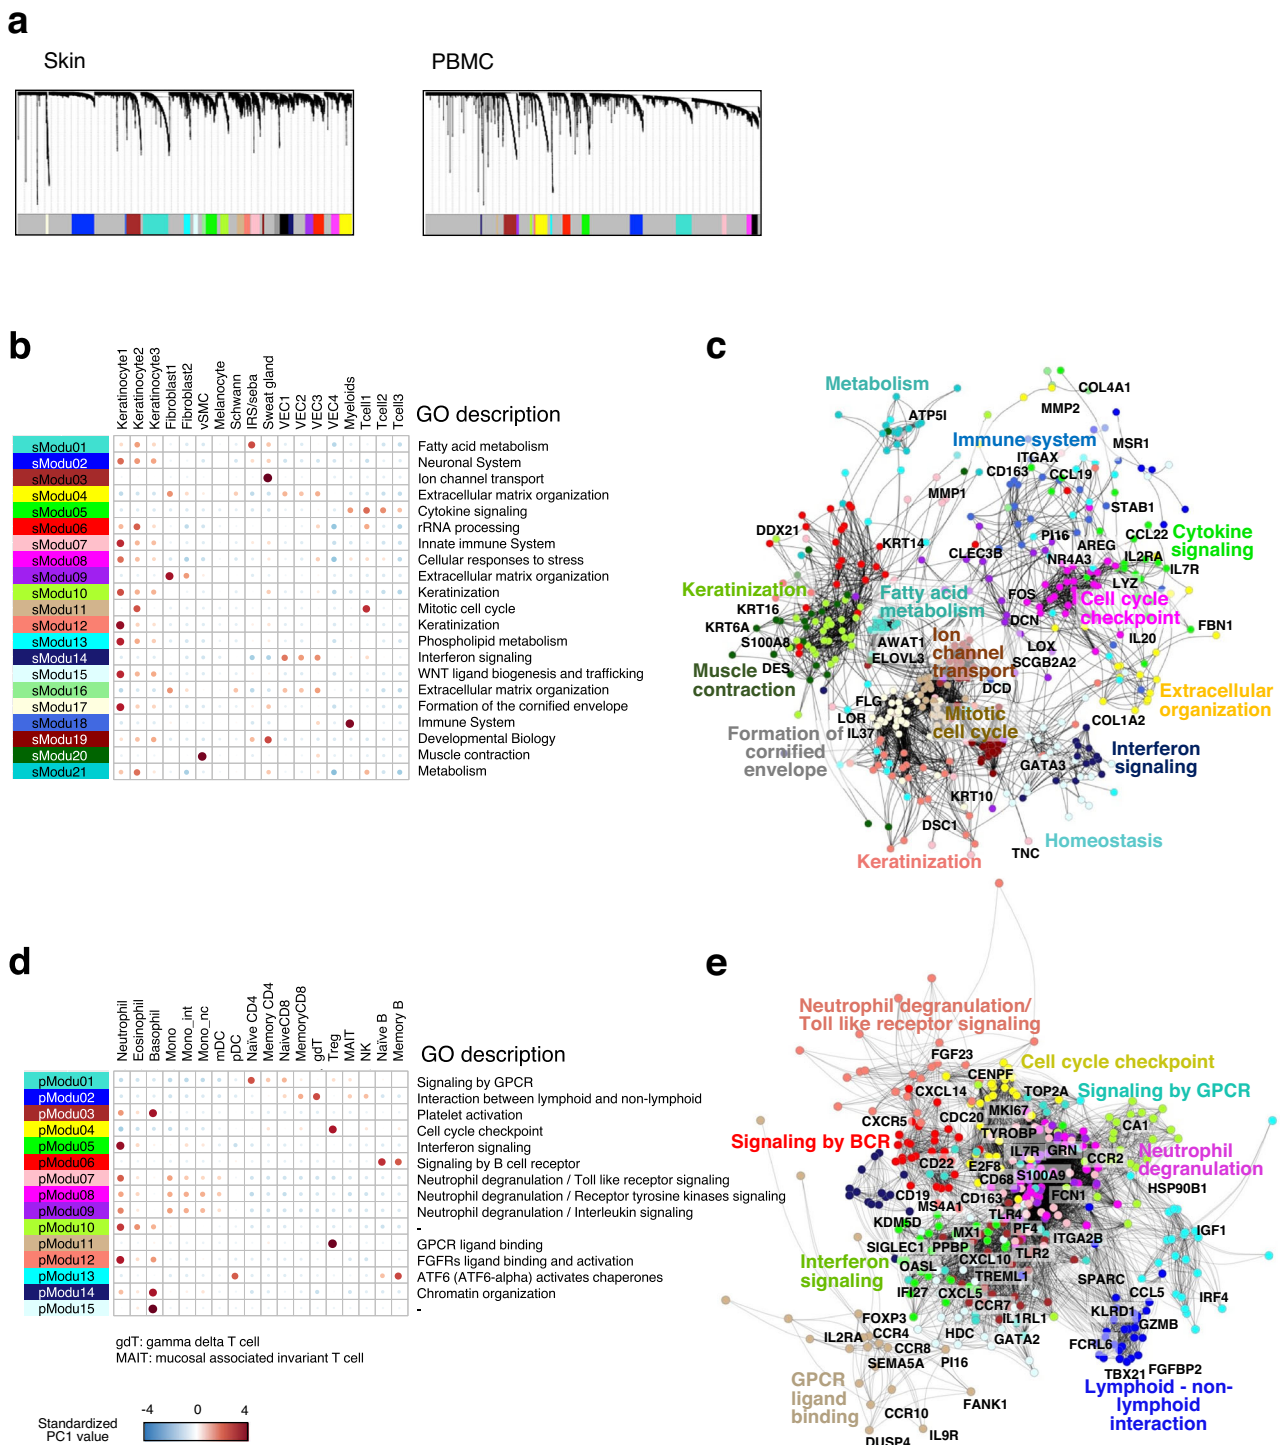 a
Skin
PBMC
b
Keratinocyte1
Keratinocyte2
Keratinocyte3
Fibroblast1
Fibroblast2
vSMC
Melanocyte
Schwann
IRS/seba
Sweat gland
VEC1
VEC2
VEC3
VEC4
Myeloids
Tcell1
Tcell2
Tcell3
GO description
sModu01 Fatty acid metabolism
sModu02 Neuronal System
sModu03 Ion channel transport
sModu04 Extracellular matrix organization
sModu05 Cytokine signaling
sModu06 rRNA processing
sModu07 Innate immune System
sModu08 Cellular responses to stress
sModu09 Extracellular matrix organization
sModu10 Keratinization
sModu11 Mitotic cell cycle
sModu12 Keratinization
sModu13 Phospholipid metabolism
sModu14 Interferon signaling
sModu15 WNT ligand biogenesis and trafficking
sModu16 Extracellular matrix organization
sModu17 Formation of the cornified envelope
sModu18 Immune System
sModu19 Developmental Biology
sModu20 Muscle contraction
sModu21 Metabolism
c
Metabolism
ATP5I
COL4A1
MMP2
Immune system
MSR1
ITGAX
CD163
CCL19
MMP1
STAB1
DDX21
KRT14
PI16
CCL22
Cytokine
signaling
CLEC3B
AREG
NR4A3
IL2RA
IL7R
LYZ
Keratinization
Fatty acid
metabolism
FOS
Cell cycle
checkpoint
KRT16
DCN
KRT6A
FBN1
S100A8
AWAT1
ELOVL3
Ion
channel
transport
LOX
IL20
SCGB2A2
Muscle
contraction
DES
DCD
Extracellular
organization
FLG
LOR
IL37
Mitotic
cell cycle
COL1A2
Formation of
cornified
envelope
GATA3
Interferon
signaling
KRT10
DSC1
Homeostasis
Keratinization
TNC
d
Neutrophil
Eosinophil
Basophil
Mono
Mono_int
Mono_nc
mDC
pDC
Naïve CD4
Memory CD4
NaiveCD8
MemoryCD8
gdT
Treg
MAIT
NK
Naïve B
Memory B
GO description
pModu01 Signaling by GPCR
pModu02 Interaction between lymphoid and non-lymphoid
pModu03 Platelet activation
pModu04 Cell cycle checkpoint
pModu05 Interferon signaling
pModu06 Signaling by B cell receptor
pModu07 Neutrophil degranulation / Toll like receptor signaling
pModu08 Neutrophil degranulation / Receptor tyrosine kinases signaling
pModu09 Neutrophil degranulation / Interleukin signaling
pModu10 -
pModu11 GPCR ligand binding
pModu12 FGFRs ligand binding and activation
pModu13 ATF6 (ATF6-alpha) activates chaperones
pModu14 Chromatin organization
pModu15 -
gdT: gamma delta T cell
MAIT: mucosal associated invariant T cell
Standardized
PC1 value
-4 0 4
e
Neutrophil degranulation/
Toll like receptor signaling
FGF23
Cell cycle checkpoint
CENPF
CXCL14
TOP2A
Signaling by GPCR
CDC20
MKI67
CXCR5
CA1
TYROBP
Signaling by BCR
IL7R
GRN
CCR2
Neutrophil
degranulation
CD22
E2F8
CD68
S100A9
HSP90B1
CD19
CD163
FCN1
MS4A1
TLR4
KDM5D
MX1
PF4
ITGA2B
IGF1
SIGLEC1
PPBP
TLR2
Interferon
signaling
OASL
CXCL10
TREML1
SPARC
IFI27
CXCL5
CCL5
CCR7
KLRD1
IRF4
FOXP3
IL1RL1
GZMB
IL2RA
CCR4
HDC
GATA2
FCRL6
CCR8
SEMA5A
PI16
TBX21
FGFBP2
GPCR
ligand
binding
FANK1
Lymphoid - non-
lymphoid
interaction
CCR10
DUSP4
IL9R